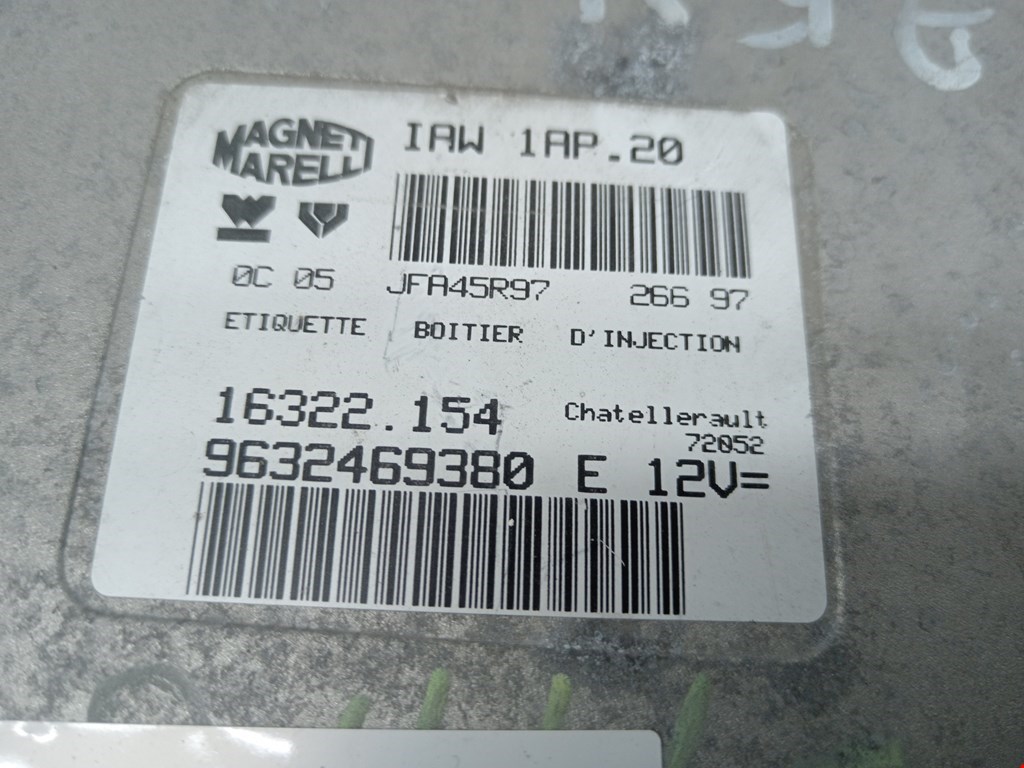 MAGNETI
MARELLI
IAW 1AP.20
0C 05 JFA45R97 266 97
ETIQUETTE BOITIER D'INJECTION
16322.154 Chatellerault
72052
9632469380 E 12V=